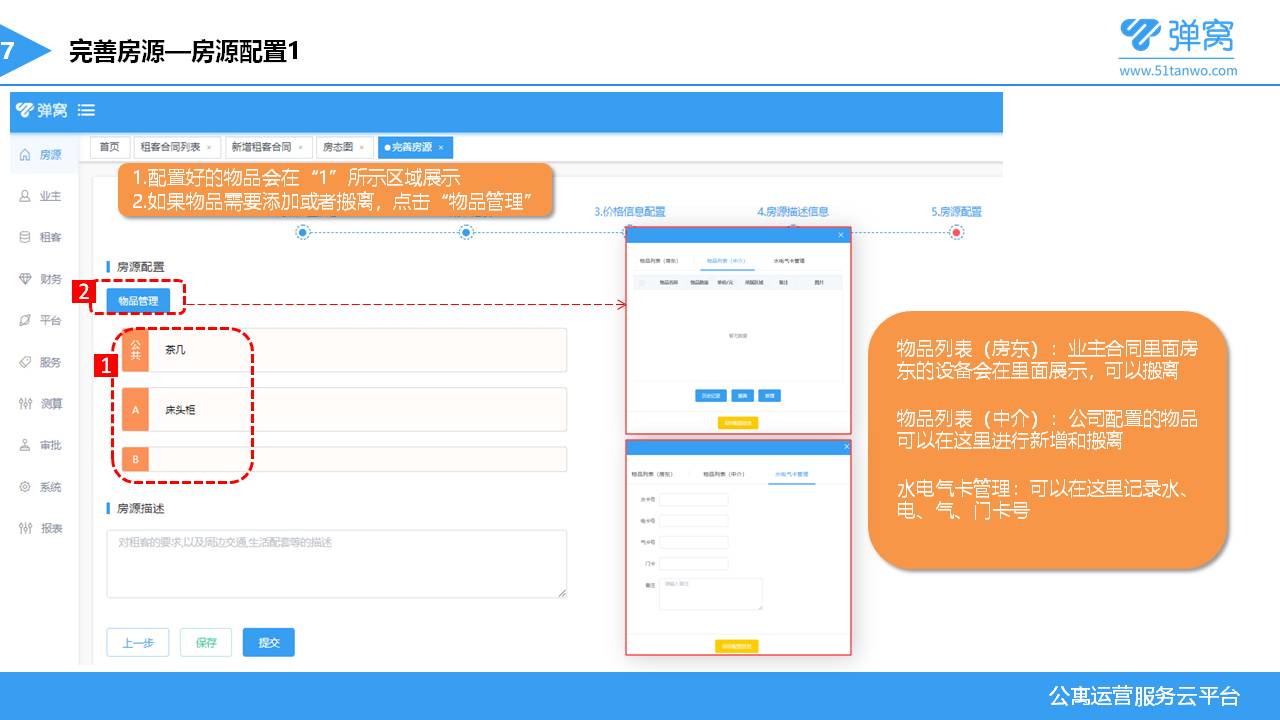 7
完善房源—房源配置1
弹窝
www.51tanwo.com
弹窝
首页
租客合同列表 ×
新增租客合同 ×
房态图 ×
完善房源 ×
房源
业主
租客
财务
平台
服务
测算
审批
系统
报表
1.配置好的物品会在“1”所示区域展示
2.如果物品需要添加或者搬离，点击“物品管理”
3.价格信息配置
4.房源描述信息
5.房源配置
房源配置
2
物品管理
1
公共
茶几
A
床头柜
B
房源描述
对租客的要求,以及周边交通,生活配套等的描述
上一步
保存
提交
物品列表（房东）
物品列表（中介）
水电气卡管理
物品名称
物品数量
单价/元
所属区域
备注
图片
暂无数据
历史记录
搬离
新增
物品列表（房东）
物品列表（中介）
水电气卡管理
水卡号
电卡号
气卡号
门卡
备注
请输入备注
物品列表（房东）：业主合同里面房
东的设备会在里面展示，可以搬离
物品列表（中介）：公司配置的物品
可以在这里进行新增和搬离
水电气卡管理：可以在这里记录水、
电、气、门卡号
公寓运营服务云平台